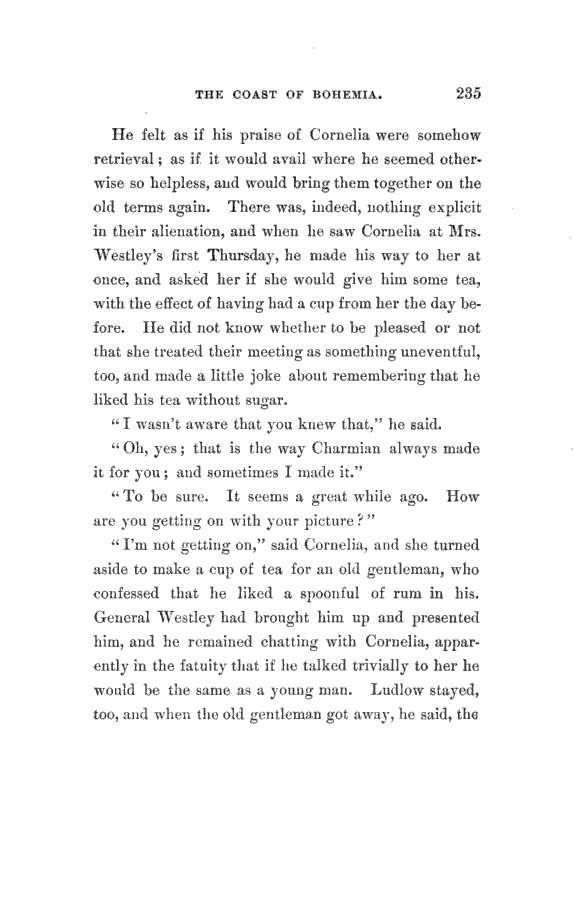 THE COAST OF BOHEMIA. 235
He felt as if his praise of Cornelia were somehow
retrieval; as if it would avail where he seemed other-
wise so helpless, and would bring them together on the
old terms again. There was, indeed, nothing explicit
in their alienation, and when he saw Cornelia at Mrs.
Westley's first Thursday, he made his way to her at
once, and asked her if she would give him some tea,
with the effect of having had a cup from her the day be-
fore. He did not know whether to be pleased or not
that she treated their meeting as something uneventful,
too, and made a little joke about remembering that he
liked his tea without sugar.
"I wasn't aware that you knew that," he said.
"Oh, yes; that is the way Charmian always made
it for you; and sometimes I made it."
"To be sure. It seems a great while ago. How
are you getting on with your picture?"
"I'm not getting on," said Cornelia, and she turned
aside to make a cup of tea for an old gentleman, who
confessed that he liked a spoonful of rum in his.
General Westley had brought him up and presented
him, and he remained chatting with Cornelia, appar-
ently in the fatuity that if he talked trivially to her he
would be the same as a young man. Ludlow stayed,
too, and when the old gentleman got away, he said, the